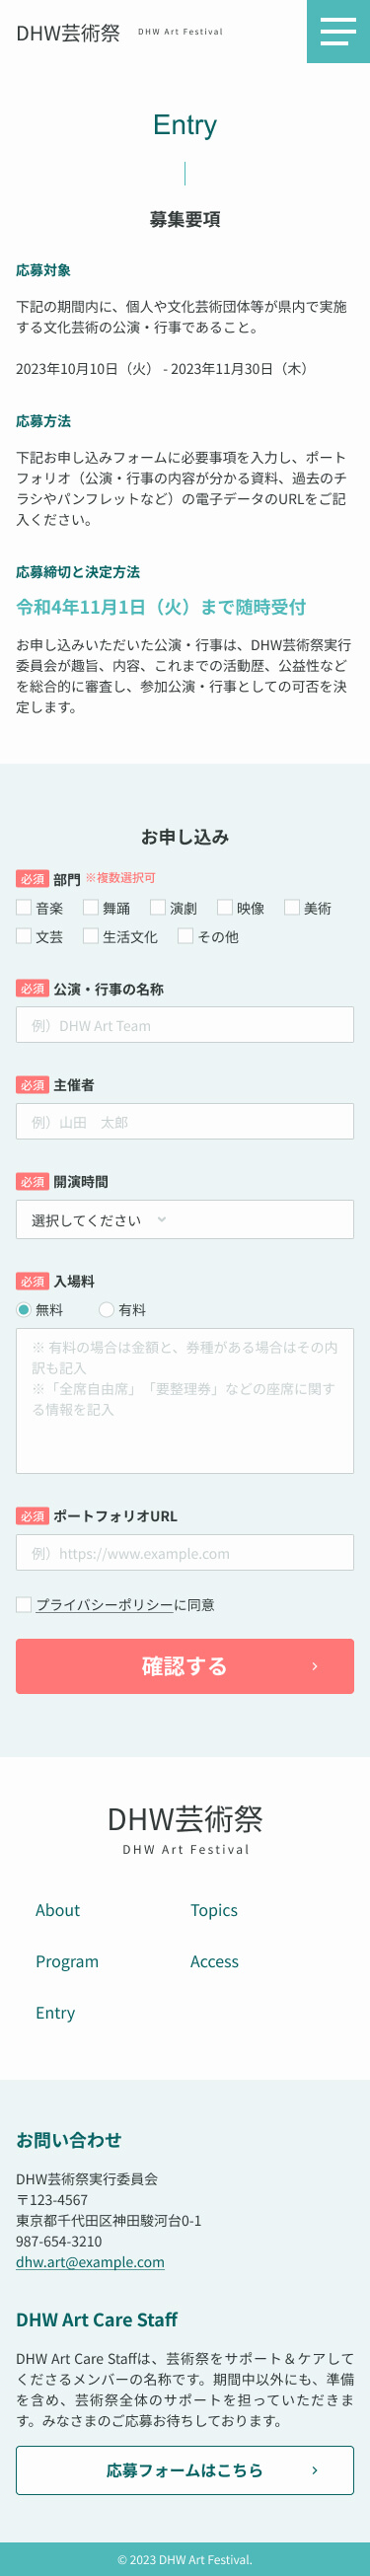 DHW芸術祭 DHW Art Festival
Entry
募集要項
応募対象
下記の期間内に、個人や文化芸術団体等が県内で実施
する文化芸術の公演・行事であること。
2023年10月10日（火） - 2023年11月30日（木）
応募方法
下記お申し込みフォームに必要事項を入力し、ポート
フォリオ（公演・行事の内容が分かる資料、過去のチ
ラシやパンフレットなど）の電子データのURLをご記
入ください。
応募締切と決定方法
令和4年11月1日（火）まで随時受付
お申し込みいただいた公演・行事は、DHW芸術祭実行
委員会が趣旨、内容、これまでの活動歴、公益性など
を総合的に審査し、参加公演・行事としての可否を決
定します。
お申し込み
必須 部門 ※複数選択可
音楽 舞踊 演劇 映像 美術
文芸 生活文化 その他
必須 公演・行事の名称
例）DHW Art Team
必須 主催者
例）山田　太郎
必須 開演時間
選択してください
必須 入場料
無料 有料
※ 有料の場合は金額と、券種がある場合はその内
訳も記入
※「全席自由席」「要整理券」などの座席に関す
る情報を記入
必須 ポートフォリオURL
例）https://www.example.com
プライバシーポリシーに同意
確認する
DHW芸術祭
DHW Art Festival
About Topics
Program Access
Entry
お問い合わせ
DHW芸術祭実行委員会
〒123-4567
東京都千代田区神田駿河台0-1
987-654-3210
dhw.art@example.com
DHW Art Care Staff
DHW Art Care Staffは、芸術祭をサポート＆ケアして
くださるメンバーの名称です。期間中以外にも、準備
を含め、芸術祭全体のサポートを担っていただきま
す。みなさまのご応募お待ちしております。
応募フォームはこちら
© 2023 DHW Art Festival.